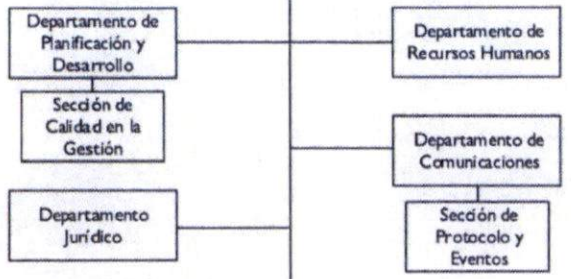 Departamento de
Planificación y
Desarrollo
Sección de
Calidad en la
Gestión
Departamento
Jurídico
Departamento de
Recursos Humanos
Departamento de
Comunicaciones
Sección de
Protocolo y
Eventos